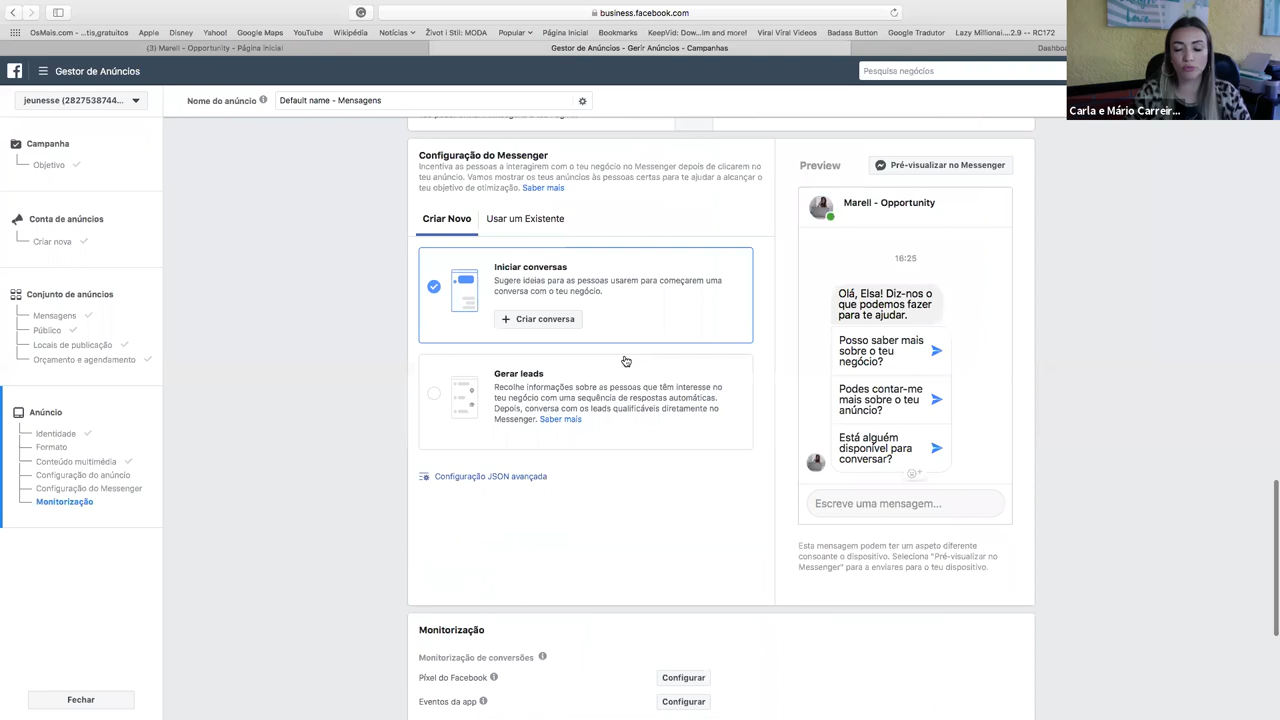 business.facebook.com
OsMais.com -...tis,gratuitos Apple Disney Yahoo! Google Maps YouTube Wikipédia Notícias Život i Stil: MODA Popular Página Inicial Bookmarks KeepVid: Dow...lm and more! Viral Viral Videos Badass Button Google Tradutor Lazy Millionai....2.9 -- RC172
(3) Marell - Opportunity - Página inicial
Gestor de Anúncios - Gerir Anúncios - Campanhas
Dashboa
Gestor de Anúncios
Pesquisa negócios
Carla e Mário Carreir...
jeunesse (2827538744...
Nome do anúncio
Default name - Mensagens
Campanha
Objetivo
Conta de anúncios
Criar nova
Conjunto de anúncios
Mensagens
Público
Locais de publicação
Orçamento e agendamento
Anúncio
Identidade
Formato
Conteúdo multimédia
Configuração do anúncio
Configuração do Messenger
Monitorização
Fechar
Configuração do Messenger
Incentiva as pessoas a interagirem com o teu negócio no Messenger depois de clicarem no
teu anúncio. Vamos mostrar os teus anúncios às pessoas certas para te ajudar a alcançar o
teu objetivo de otimização. Saber mais
Criar Novo
Usar um Existente
Iniciar conversas
Sugere ideias para as pessoas usarem para começarem uma
conversa com o teu negócio.
+ Criar conversa
Gerar leads
Recolhe informações sobre as pessoas que têm interesse no
teu negócio com uma sequência de respostas automáticas.
Depois, conversa com os leads qualificáveis diretamente no
Messenger. Saber mais
Configuração JSON avançada
Preview
Pré-visualizar no Messenger
Marell - Opportunity
16:25
Olá, Elsa! Diz-nos o
que podemos fazer
para te ajudar.
Posso saber mais
sobre o teu
negócio?
Podes contar-me
mais sobre o teu
anúncio?
Está alguém
disponível para
conversar?
Escreve uma mensagem...
Esta mensagem podem ter um aspeto diferente
consoante o dispositivo. Seleciona "Pré-visualizar no
Messenger" para a enviares para o teu dispositivo.
Monitorização
Monitorização de conversões
Píxel do Facebook
Configurar
Eventos da app
Configurar